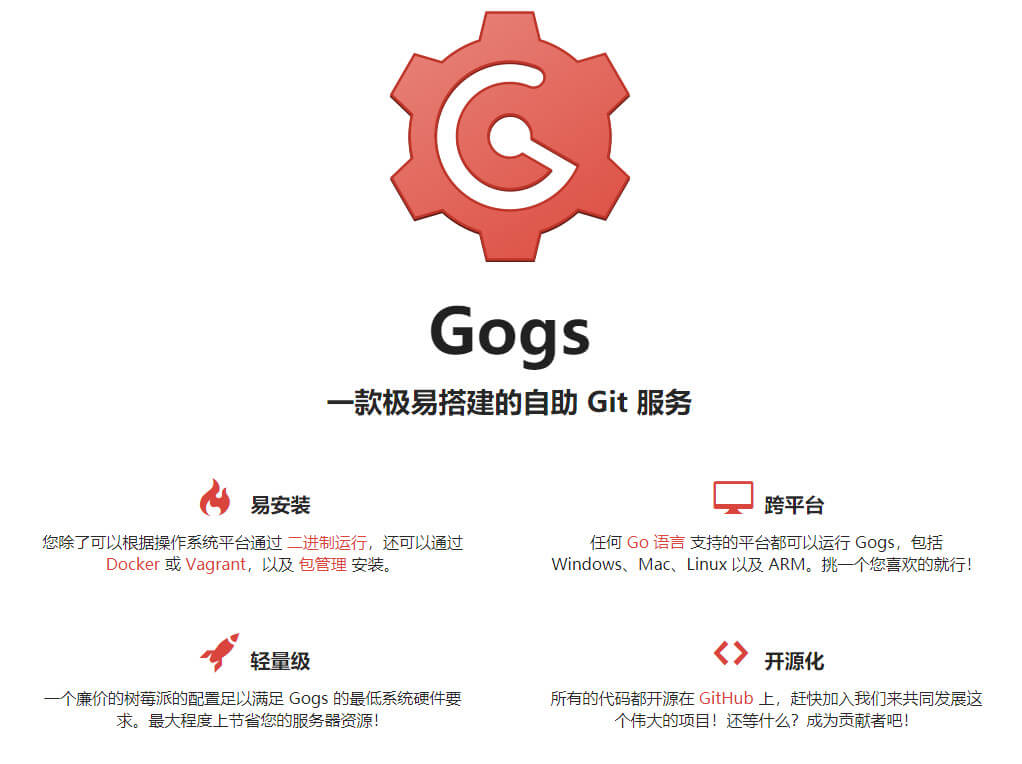 Gogs
一款极易搭建的自助 Git 服务
易安装
您除了可以根据操作系统平台通过 二进制运行，还可以通过
Docker 或 Vagrant，以及 包管理 安装。
跨平台
任何 Go 语言 支持的平台都可以运行 Gogs，包括
Windows、Mac、Linux 以及 ARM。挑一个您喜欢的就行！
轻量级
一个廉价的树莓派的配置足以满足 Gogs 的最低系统硬件要
求。最大程度上节省您的服务器资源！
开源化
所有的代码都开源在 GitHub 上，赶快加入我们来共同发展这
个伟大的项目！还等什么？成为贡献者吧！